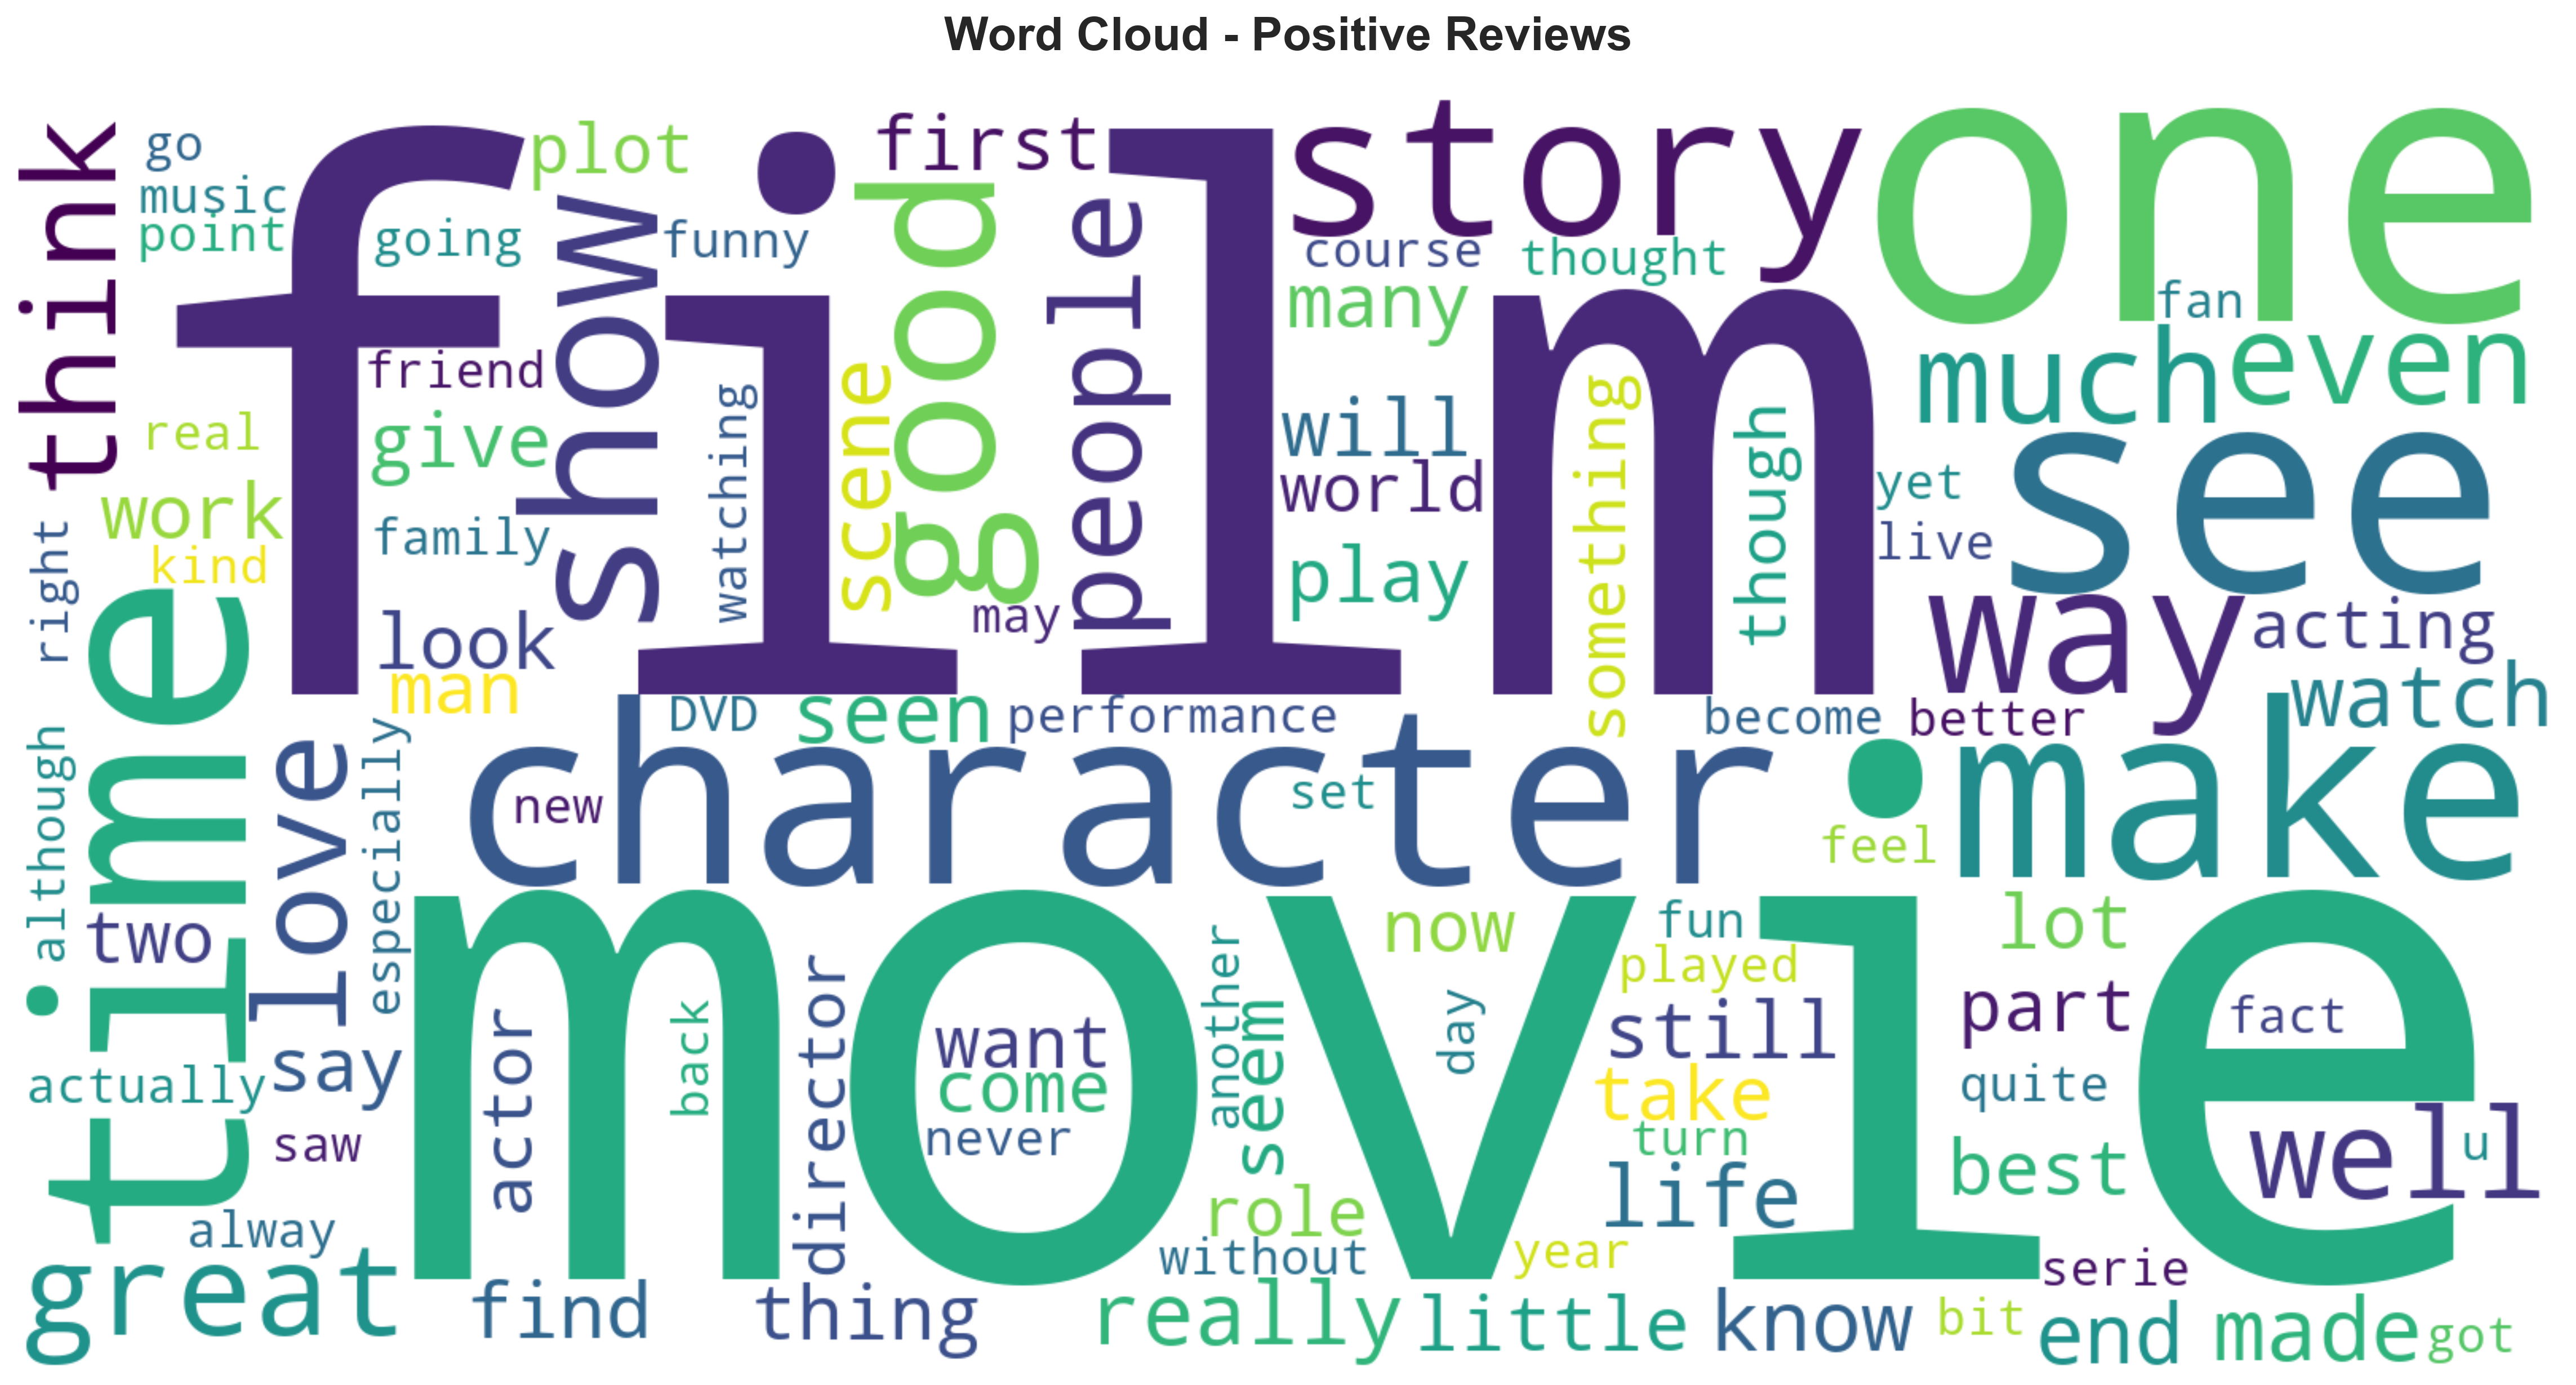 Word Cloud - Positive Reviews
think
go
music
point
film
plot
going
show
funny
first
good
people
story
one
course
thought
many
fan
much
even
friend
real
give
work
kind
family
watching
scene
may
will
world
play
something
though
yet
live
see
way
acting
watch
right
time
look
man
DVD
seen
performance
become
better
although
love
especially
character
new
set
feel
make
two
say
actually
saw
alway
great
movie
actor
back
director
want
come
never
another
seem
now
day
fun
played
still
take
turn
life
role
without
year
lot
part
fact
quite
best
well
u
serie
find
thing
really
little
know
bit
end
made
got